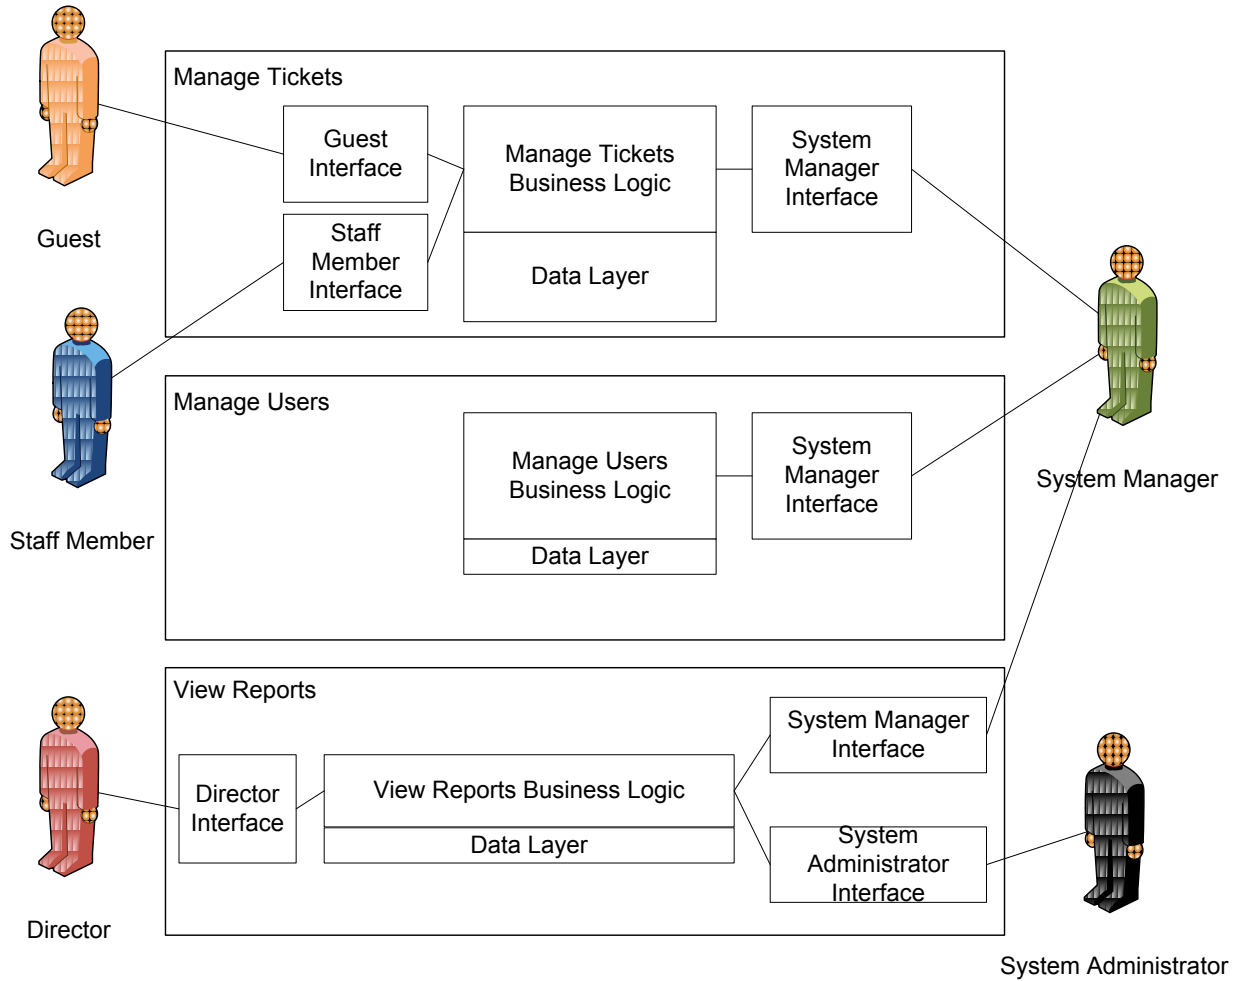 Manage Tickets
Guest
Interface
Manage Tickets
Business Logic
System
Manager
Interface
Guest
Staff
Member
Interface
Data Layer
Manage Users
Manage Users
Business Logic
System
Manager
Interface
System Manager
Staff Member
Data Layer
View Reports
System Manager
Interface
Director
Interface
View Reports Business Logic
Data Layer
System
Administrator
Interface
Director
System Administrator